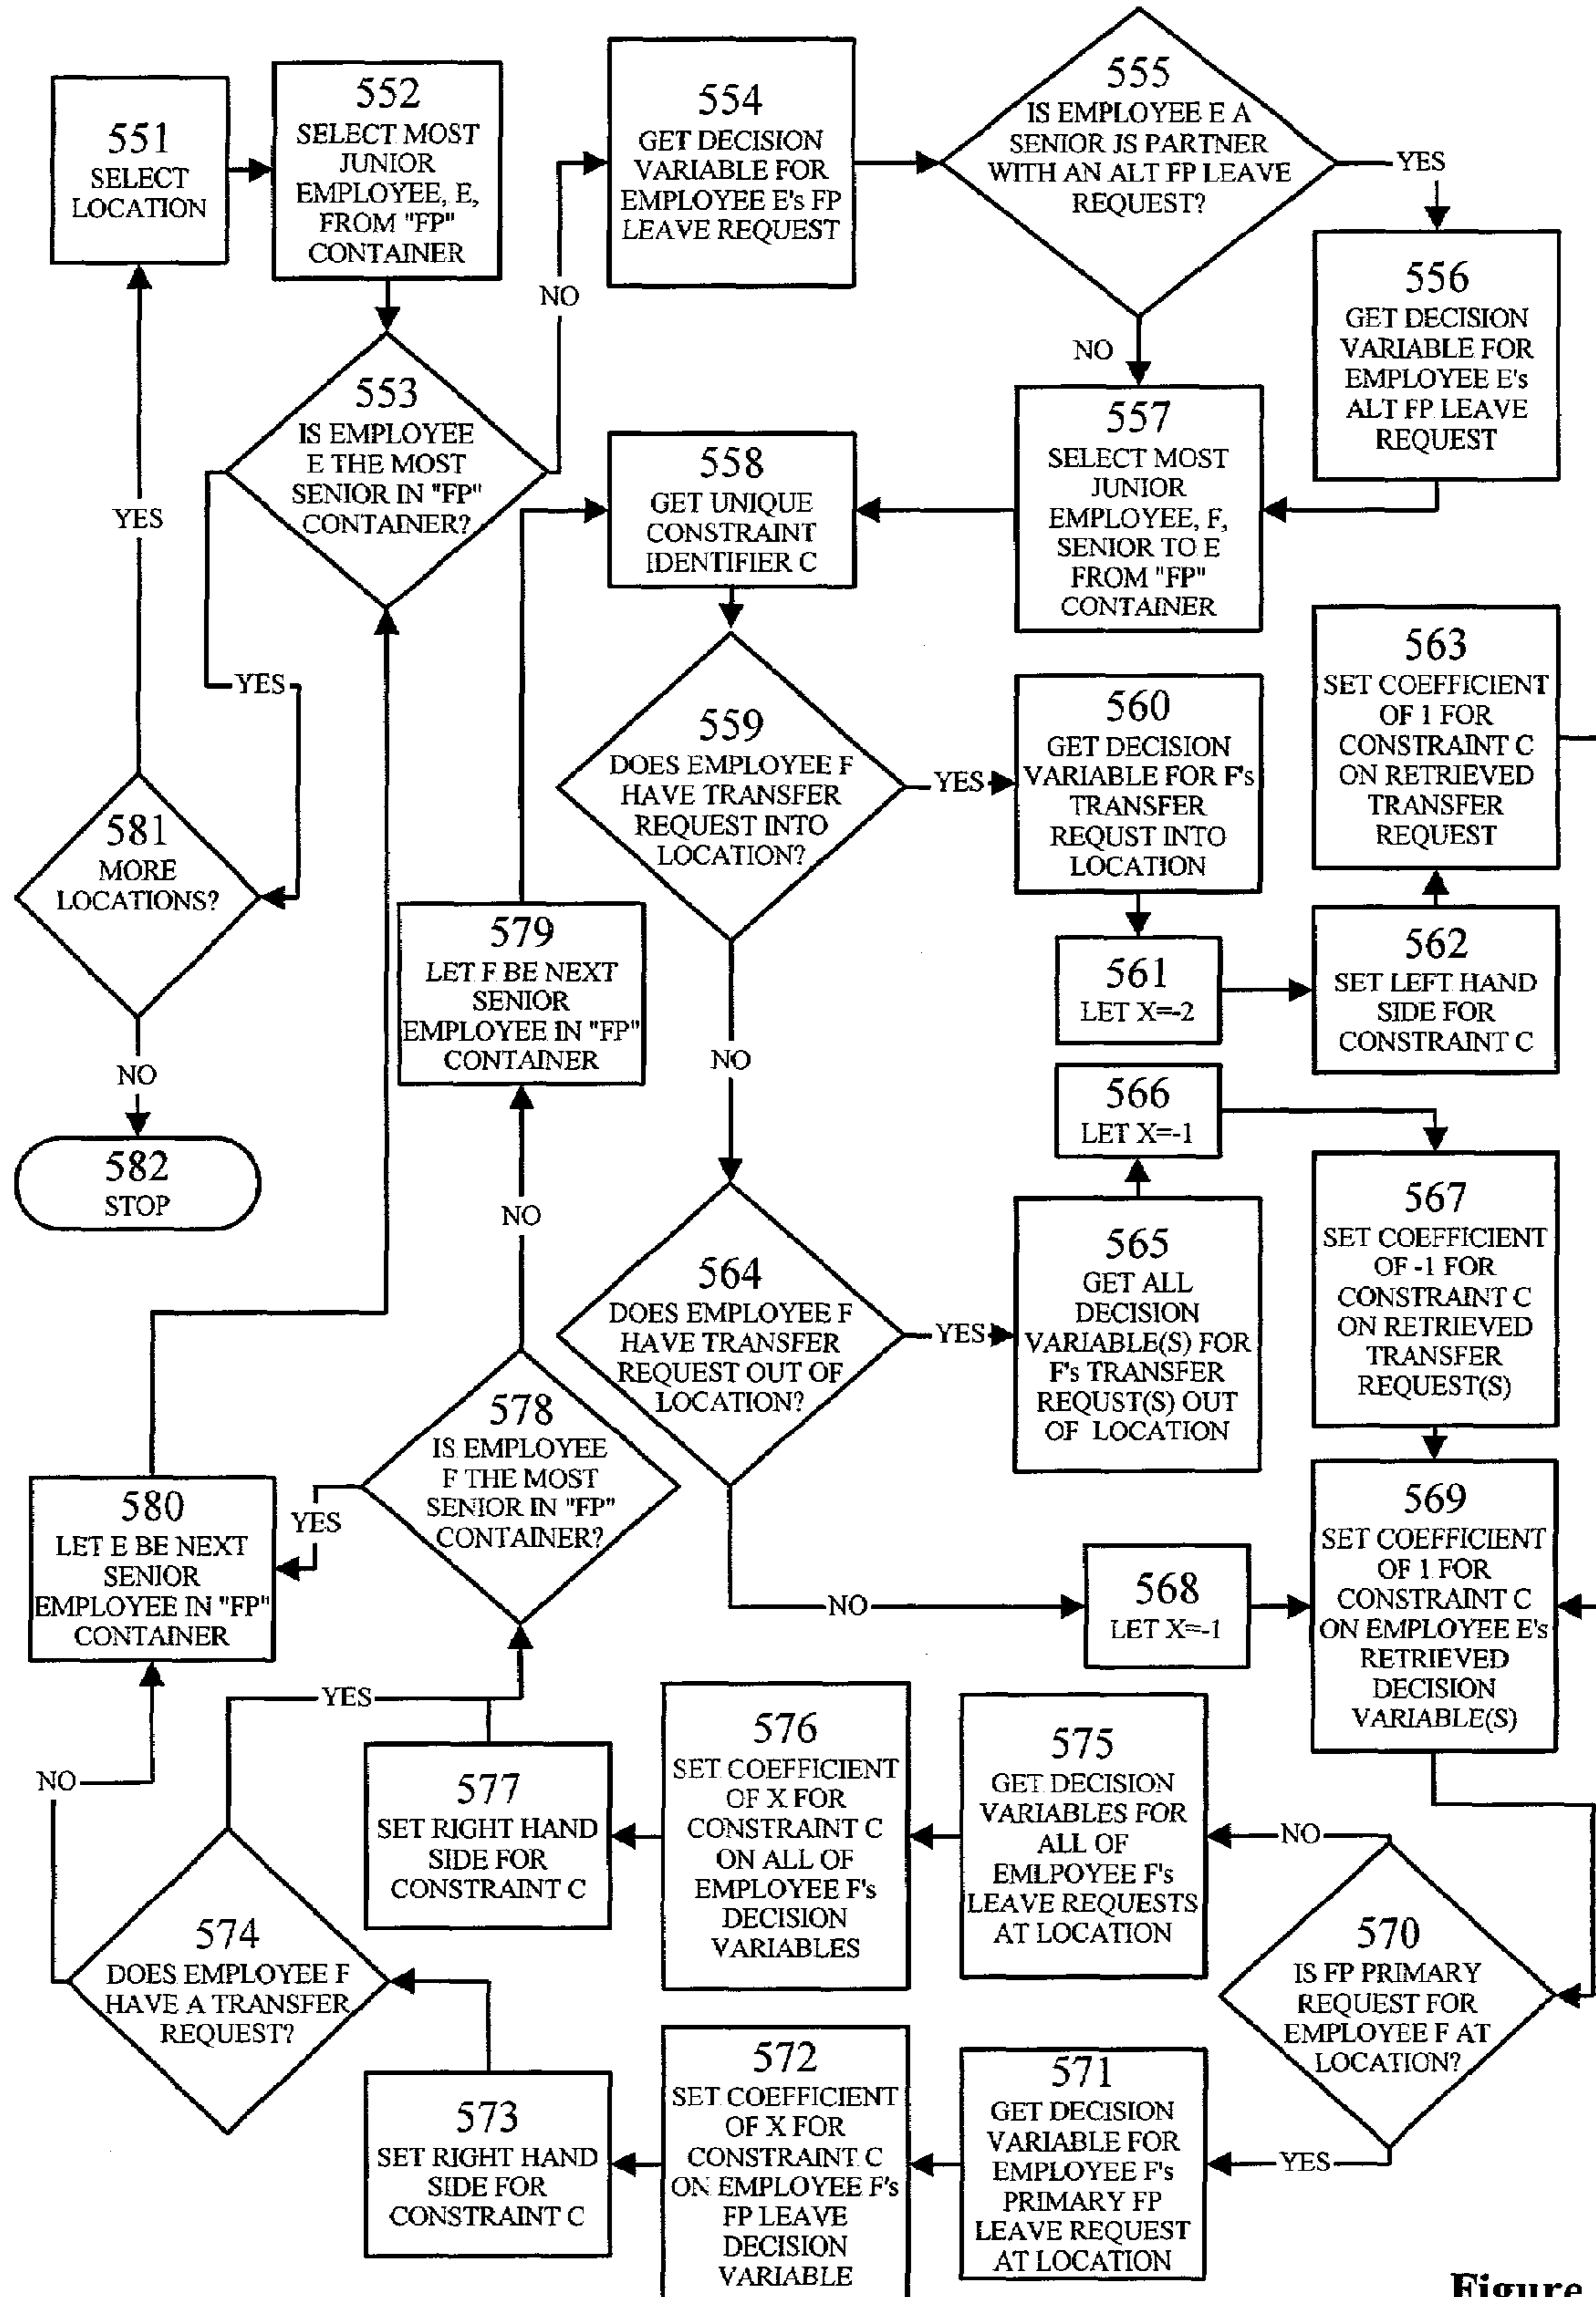 551
SELECT
LOCATION
552
SELECT MOST
JUNIOR
EMPLOYEE, E,
FROM "FP"
CONTAINER
553
IS EMPLOYEE
E THE MOST
SENIOR IN "FP"
CONTAINER?
NO
YES
554
GET DECISION
VARIABLE FOR
EMPLOYEE E's FP
LEAVE REQUEST
555
IS EMPLOYEE E A
SENIOR JS PARTNER
WITH AN ALT FP LEAVE
REQUEST?
YES
NO
556
GET DECISION
VARIABLE FOR
EMPLOYEE E's
ALT FP LEAVE
REQUEST
557
SELECT MOST
JUNIOR
EMPLOYEE, F,
SENIOR TO E
FROM "FP"
CONTAINER
558
GET UNIQUE
CONSTRAINT
IDENTIFIER C
559
DOES EMPLOYEE F
HAVE TRANSFER
REQUEST INTO
LOCATION?
YES
NO
560
GET DECISION
VARIABLE FOR F's
TRANSFER
REQUST INTO
LOCATION
561
LET X=-2
562
SET LEFT HAND
SIDE FOR
CONSTRAINT C
563
SET COEFFICIENT
OF 1 FOR
CONSTRAINT C
ON RETRIEVED
TRANSFER
REQUEST
564
DOES EMPLOYEE F
HAVE TRANSFER
REQUEST OUT OF
LOCATION?
YES
NO
565
GET ALL
DECISION
VARIABLE(S) FOR
F's TRANSFER
REQUST(S) OUT
OF LOCATION
566
LET X=-1
567
SET COEFFICIENT
OF -1 FOR
CONSTRAINT C
ON RETRIEVED
TRANSFER
REQUEST(S)
568
LET X=-1
569
SET COEFFICIENT
OF 1 FOR
CONSTRAINT C
ON EMPLOYEE E's
RETRIEVED
DECISION
VARIABLE(S)
570
IS FP PRIMARY
REQUEST FOR
EMPLOYEE F AT
LOCATION?
NO
YES
571
GET DECISION
VARIABLE FOR
EMPLOYEE F's
PRIMARY FP
LEAVE REQUEST
AT LOCATION
572
SET COEFFICIENT
OF X FOR
CONSTRAINT C
ON EMPLOYEE F's
FP LEAVE
DECISION
VARIABLE
573
SET RIGHT HAND
SIDE FOR
CONSTRAINT C
574
DOES EMPLOYEE F
HAVE A TRANSFER
REQUEST?
YES
NO
575
GET DECISION
VARIABLES FOR
ALL OF
EMLPOYEE F's
LEAVE REQUESTS
AT LOCATION
576
SET COEFFICIENT
OF X FOR
CONSTRAINT C
ON ALL OF
EMPLOYEE F's
DECISION
VARIABLES
577
SET RIGHT HAND
SIDE FOR
CONSTRAINT C
578
IS EMPLOYEE
F THE MOST
SENIOR IN "FP"
CONTAINER?
NO
YES
579
LET F BE NEXT
SENIOR
EMPLOYEE IN "FP"
CONTAINER
580
LET E BE NEXT
SENIOR
EMPLOYEE IN "FP"
CONTAINER
581
MORE
LOCATIONS?
YES
NO
582
STOP
Figure